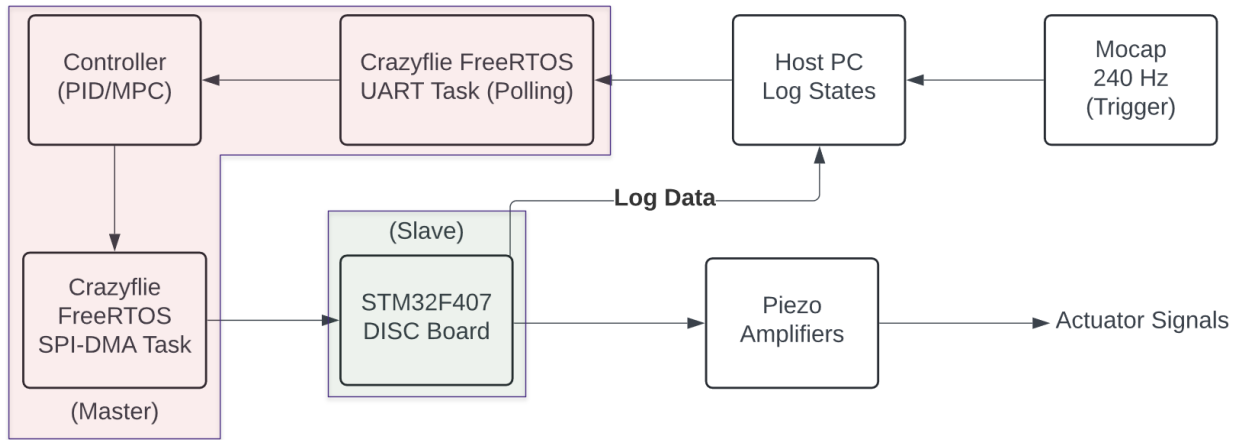 Controller
(PID/MPC)
Crazyflie FreeRTOS
UART Task (Polling)
Host PC
Log States
Mocap
240 Hz
(Trigger)
Log Data
(Slave)
Crazyflie
FreeRTOS
SPI-DMA Task
(Master)
STM32F407
DISC Board
Piezo
Amplifiers
Actuator Signals